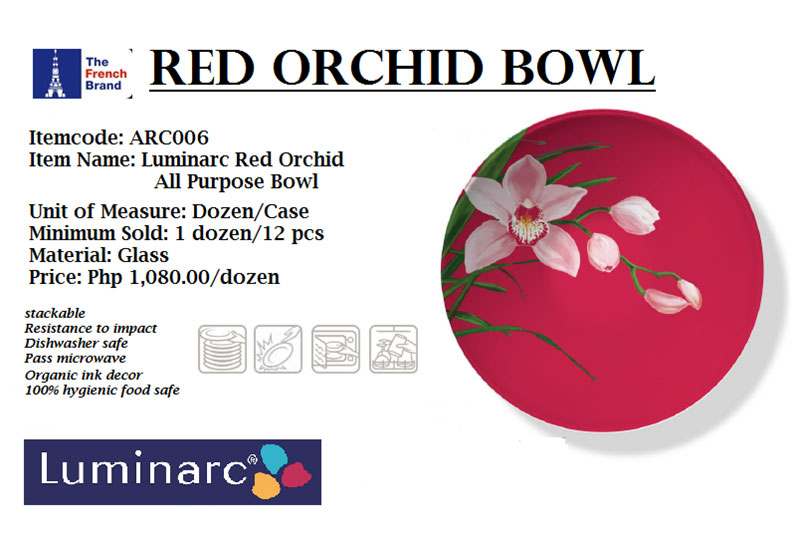 The
French
Brand
RED ORCHID BOWL
Itemcode: ARC006
Item Name: Luminarc Red Orchid
All Purpose Bowl
Unit of Measure: Dozen/Case
Minimum Sold: 1 dozen/12 pcs
Material: Glass
Price: Php 1,080.00/dozen
stackable
Resistance to impact
Dishwasher safe
Pass microwave
Organic ink decor
100% hygienic food safe
Luminarc®